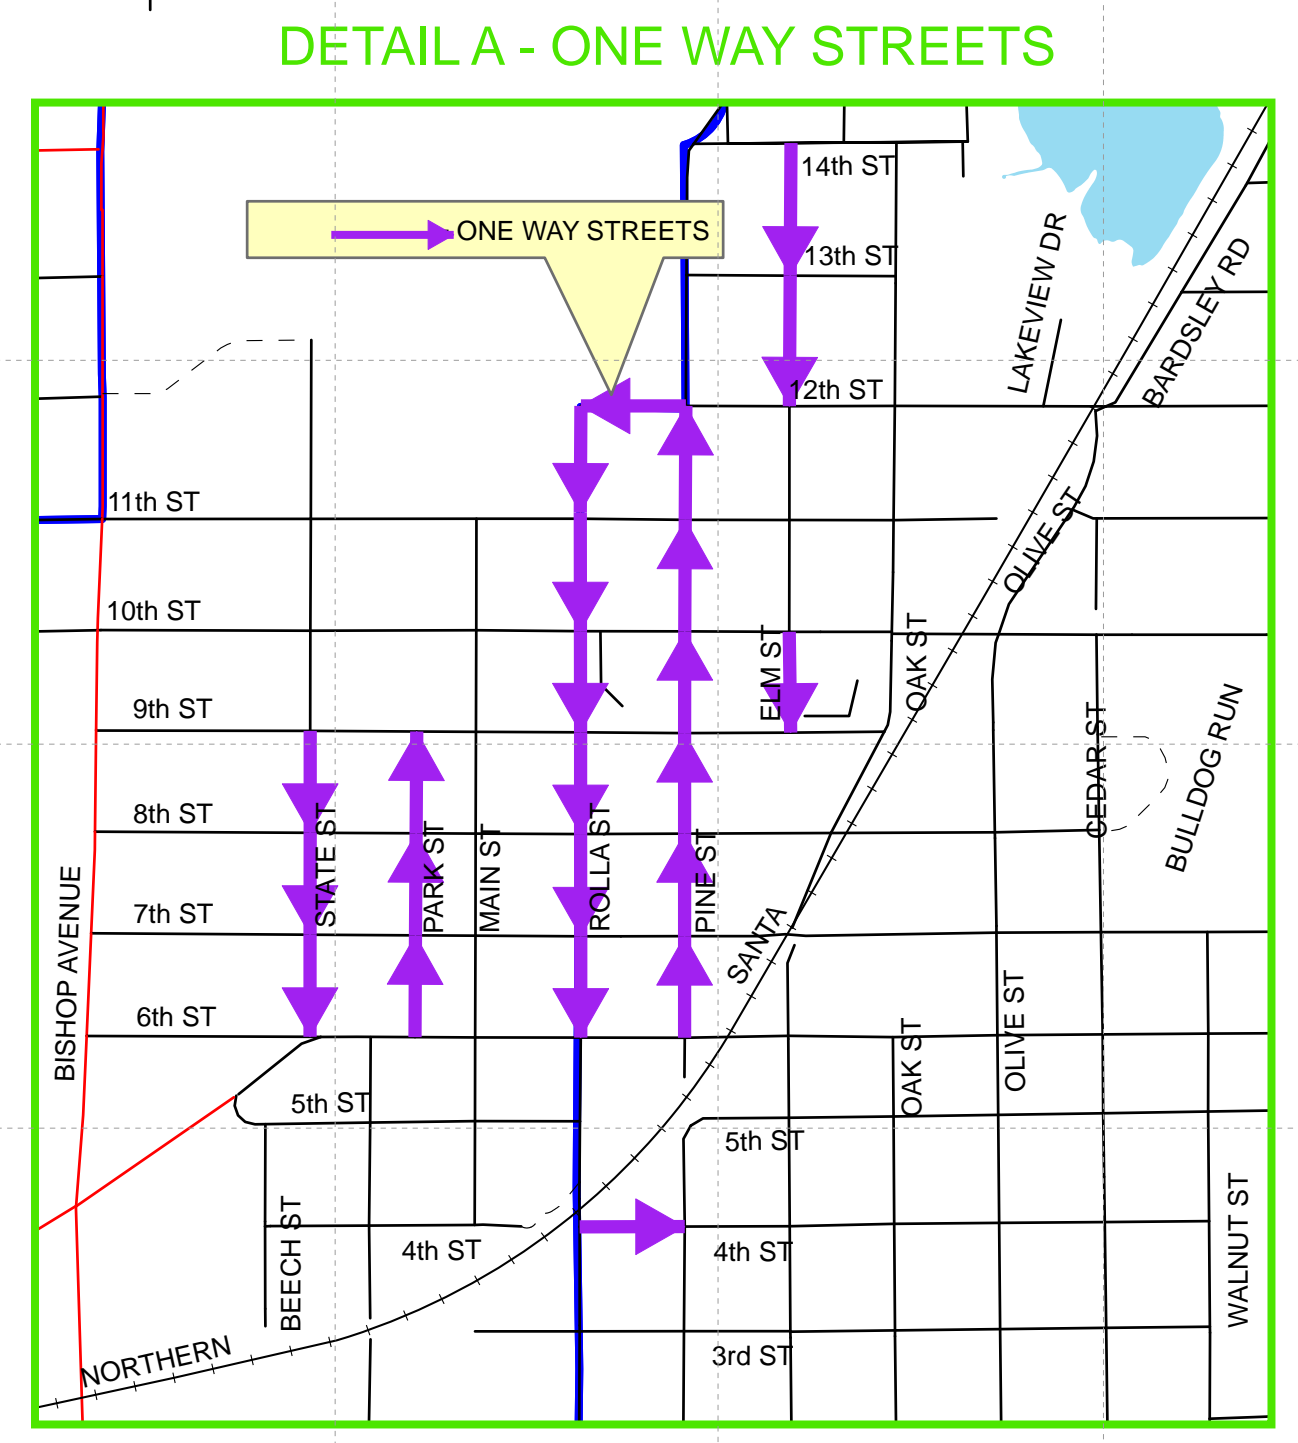 DETAIL A - ONE WAY STREETS
14th ST
ONE WAY STREETS
13th ST
LAKEVIEW DR
BARDSLEY RD
12th ST
11th ST
OLIVE ST
10th ST
ELM ST
OAK ST
9th ST
CEDAR ST
BULLDOG RUN
8th ST
STATE ST
PARK ST
MAIN ST
ROLLA ST
PINE ST
7th ST
SANTA
BISHOP AVENUE
6th ST
OAK ST
OLIVE ST
5th ST
5th ST
BEECH ST
4th ST
4th ST
WALNUT ST
NORTHERN
3rd ST